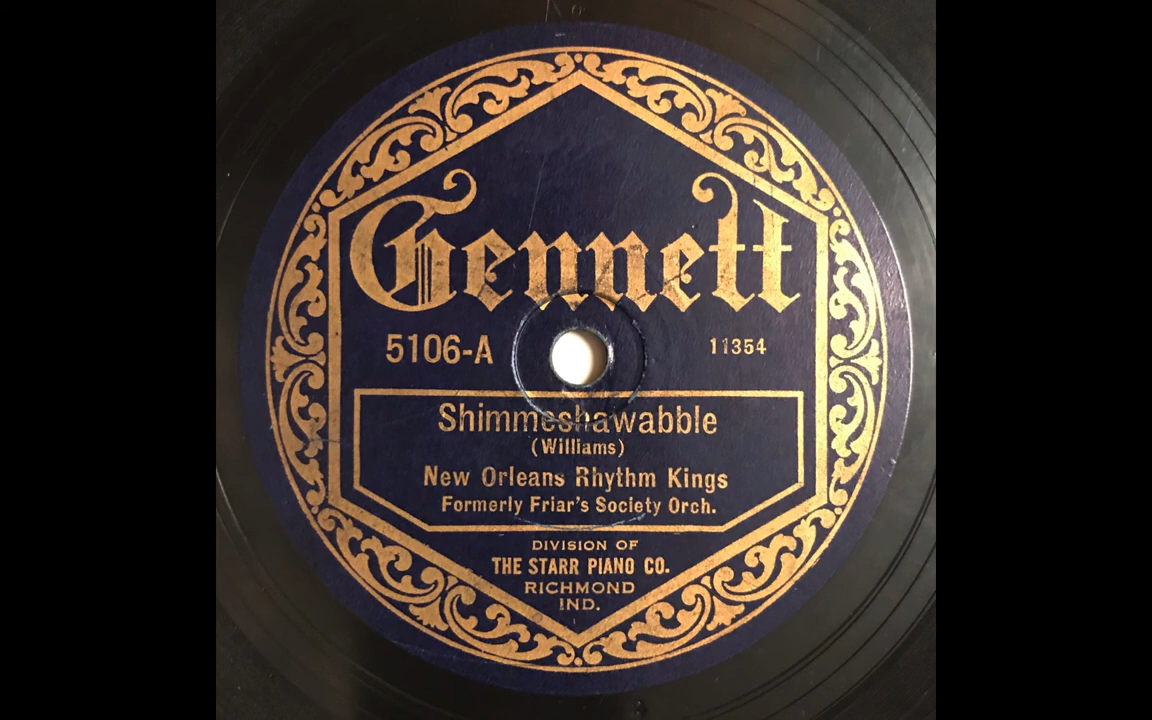 Gennett
5106-A 11354
Shimmeshawabble
(Williams)
New Orleans Rhythm Kings
Formerly Friar's Society Orch.
DIVISION OF
THE STARR PIANO CO.
RICHMOND
IND.